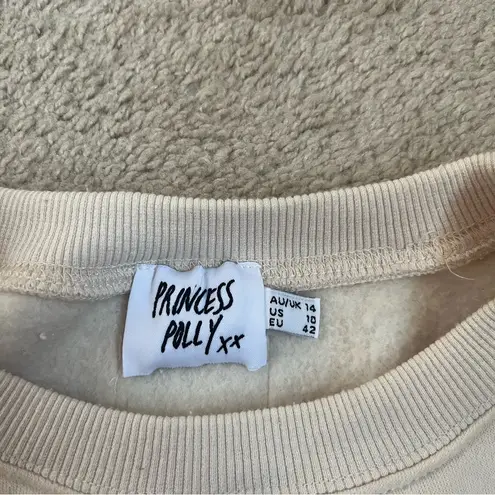 PRINCESS
POLLY xx
AU/UK 14
US 10
EU 42